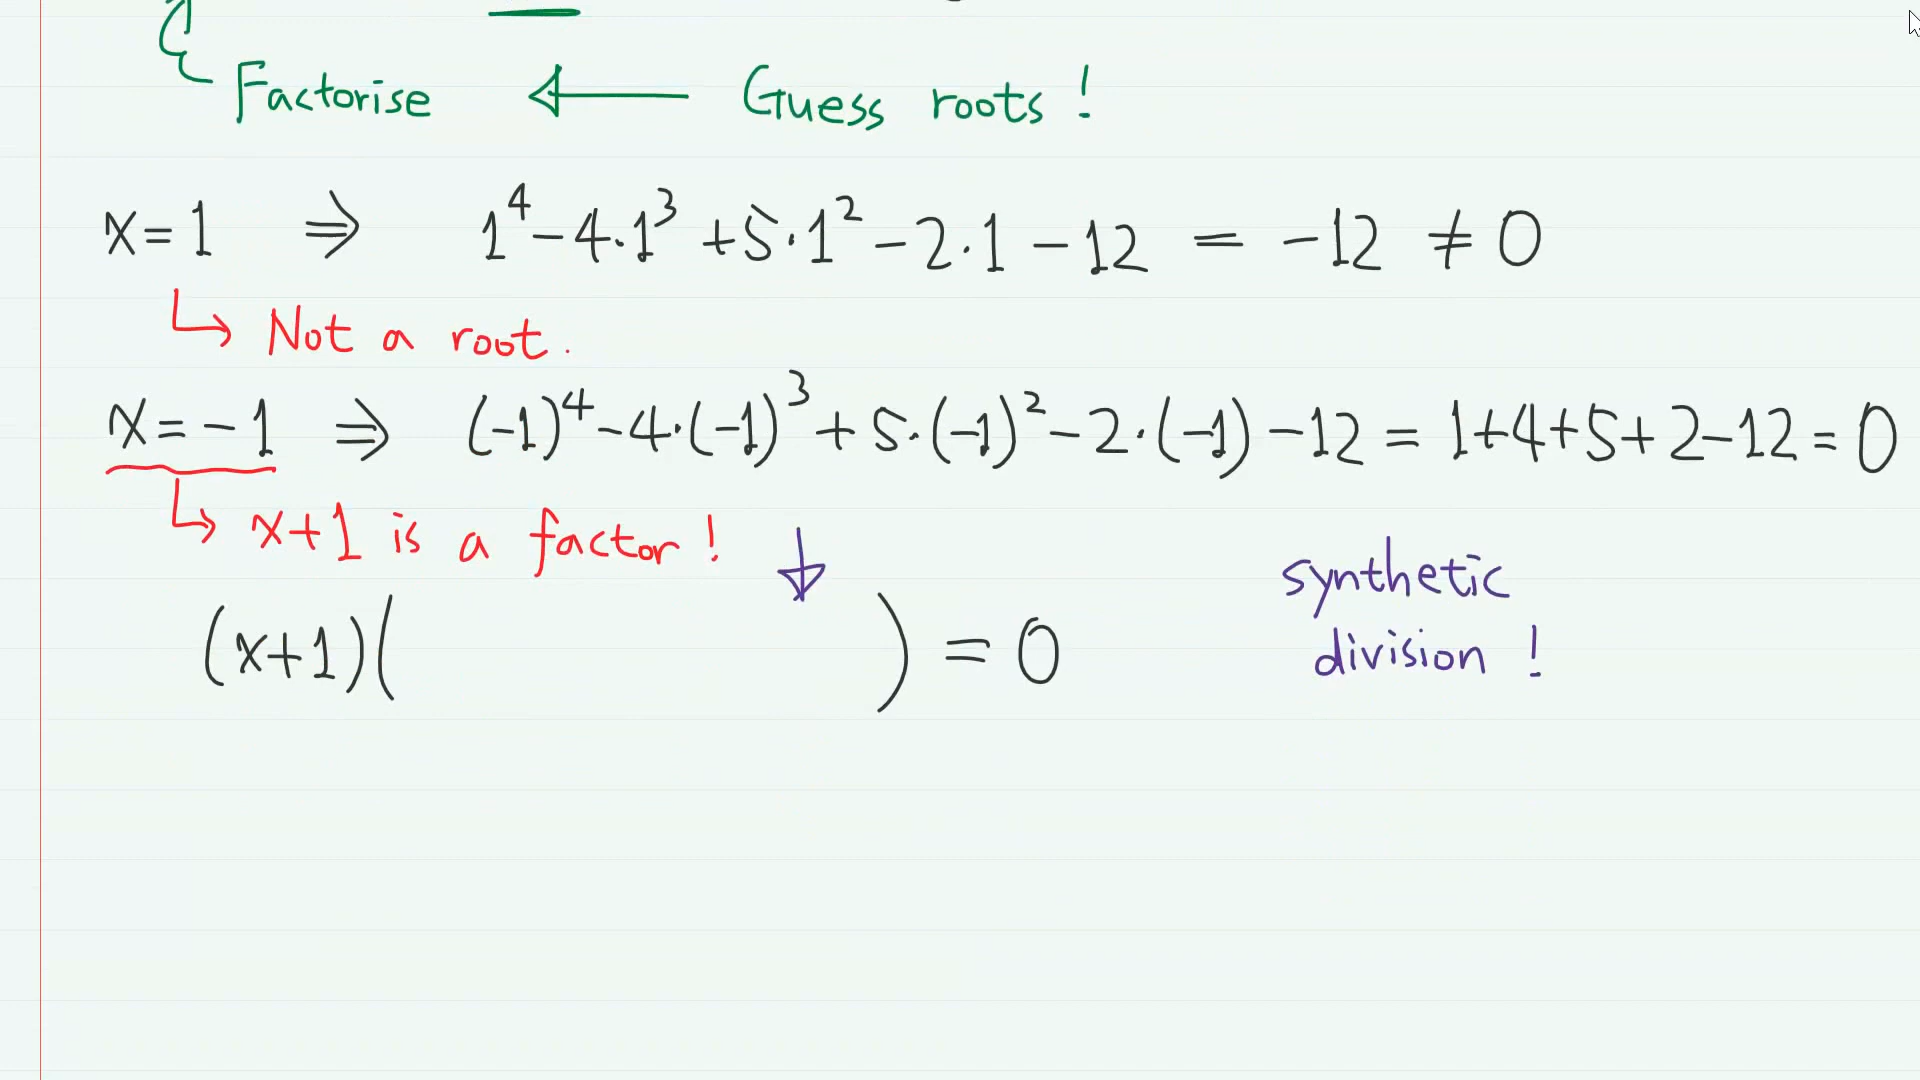 Factorise ← Guess roots !
x = 1 ⇒ 1⁴ − 4·1³ + 5·1² − 2·1 − 12 = −12 ≠ 0
↳ Not a root.
x = −1 ⇒ (−1)⁴ − 4·(−1)³ + 5·(−1)² − 2·(−1) − 12 = 1+4+5+2−12 = 0
↳ x+1 is a factor !
synthetic
division !
(x+1)( ) = 0